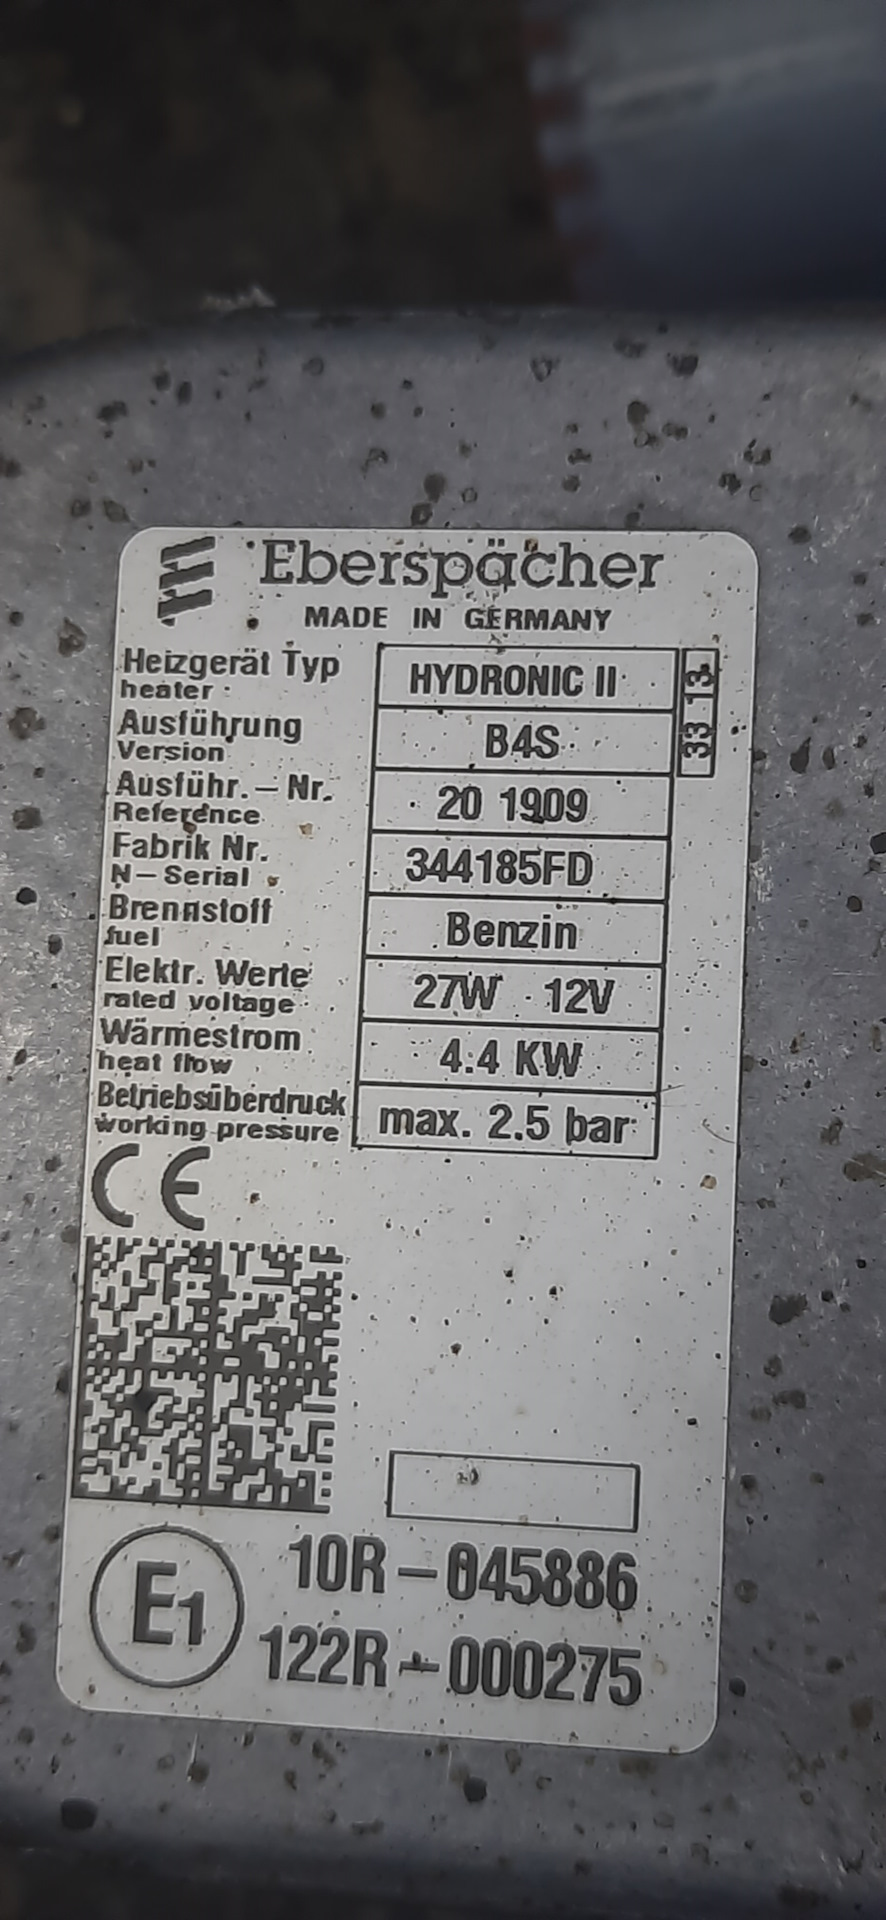 Eberspächer
MADE IN GERMANY
Heizgerät Typ HYDRONIC II
heater
33 13
Ausführung B4S
Version
Ausführ.-Nr. 20 1909
Reference
Fabrik Nr. 344185FD
N-Serial
Brennstoff Benzin
fuel
Elektr. Werte 27W 12V
rated voltage
Wärmestrom 4.4 KW
heat flow
Betriebsüberdruck max. 2.5 bar
working pressure
CE
E1
10R-045886
122R-000275